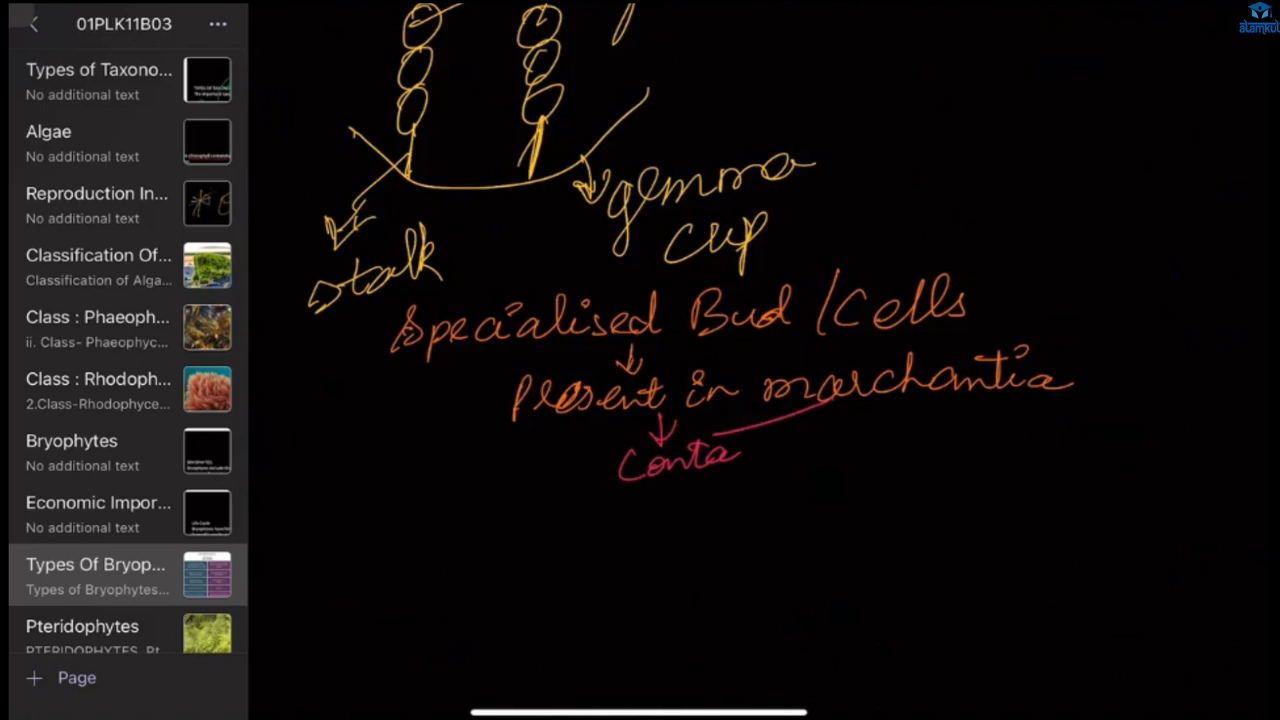 01PLK11B03
Types of Taxono...
No additional text
Algae
No additional text
Reproduction In...
No additional text
Classification Of...
Classification of Alga...
Class : Phaeoph...
ii. Class- Phaeophyc...
Class : Rhodoph...
2.Class-Rhodophyce...
Bryophytes
No additional text
Economic Impor...
No additional text
Types Of Bryop...
Types of Bryophytes...
Pteridophytes
PTERIDOPHYTES Pt
+ Page
gemma
cup
stalk
Specialised Bud / Cells
Present in marchantia
Conta